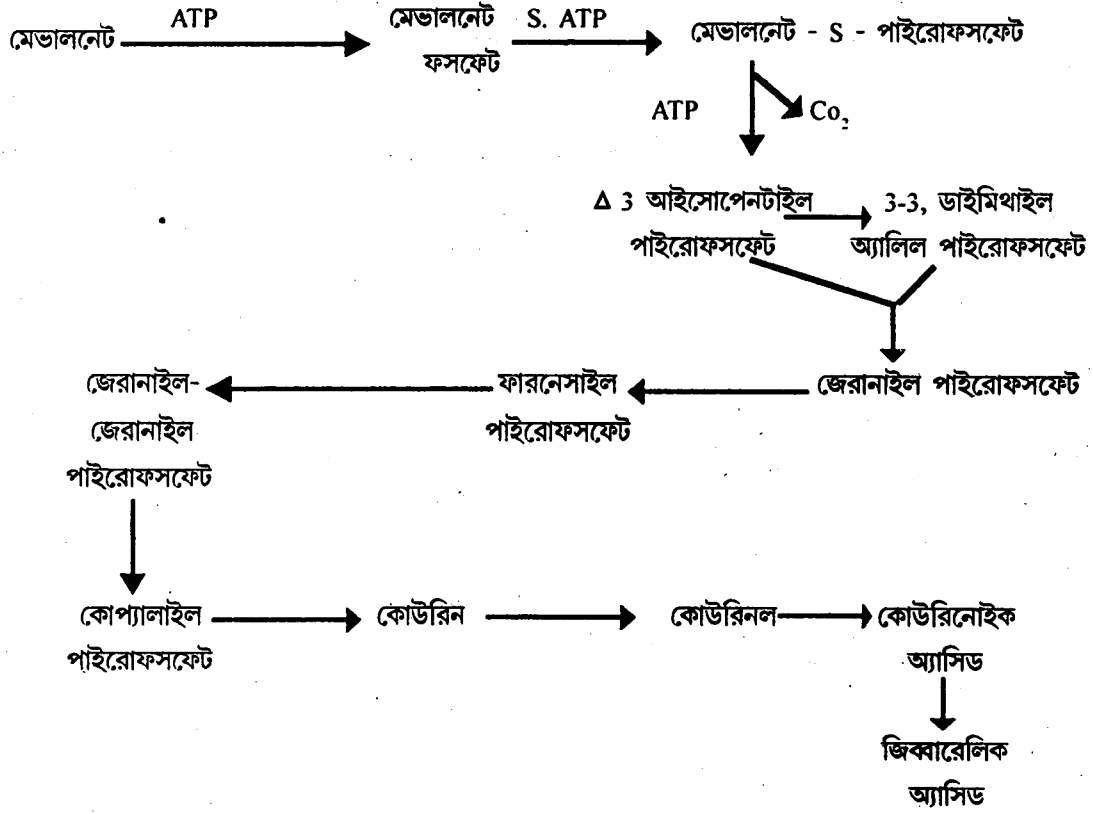 মেভালনেট
ATP
মেভালনেট
ফসফেট
S. ATP
মেভালনেট - S - পাইরোফসফেট
ATP
Co₂
Δ 3 আইসোপেনটাইল
পাইরোফসফেট
3-3, ডাইমিথাইল
অ্যালিল পাইরোফসফেট
জেরানাইল পাইরোফসফেট
ফারনেসাইল
পাইরোফসফেট
জেরানাইল-
জেরানাইল
পাইরোফসফেট
কোপ্যালাইল
পাইরোফসফেট
কোউরিন
কোউরিনল
কোউরিনোইক
অ্যাসিড
জিব্বারেলিক
অ্যাসিড